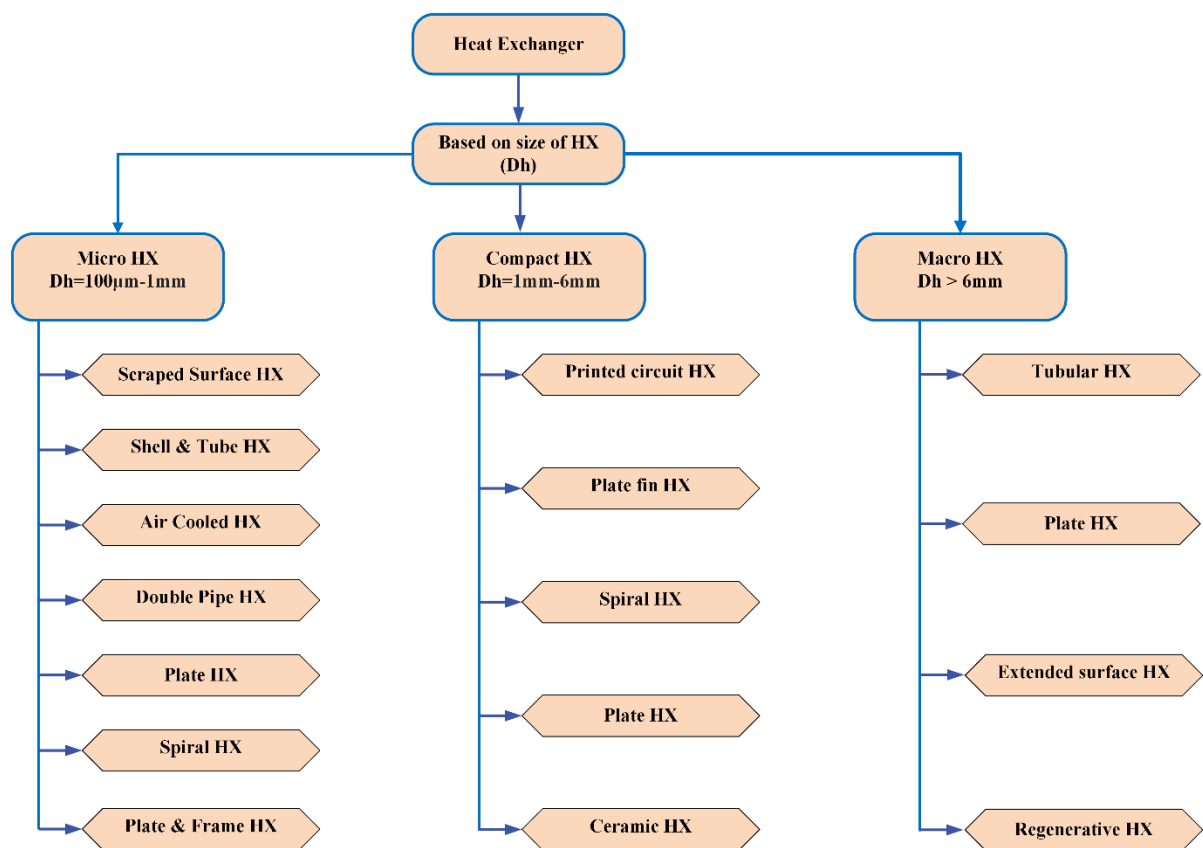 Heat Exchanger
Based on size of HX
(Dh)
Micro HX
Dh=100µm-1mm
Compact HX
Dh=1mm-6mm
Macro HX
Dh > 6mm
Scraped Surface HX
Shell & Tube HX
Air Cooled HX
Double Pipe HX
Plate HX
Spiral HX
Plate & Frame HX
Printed circuit HX
Plate fin HX
Spiral HX
Plate HX
Ceramic HX
Tubular HX
Plate HX
Extended surface HX
Regenerative HX